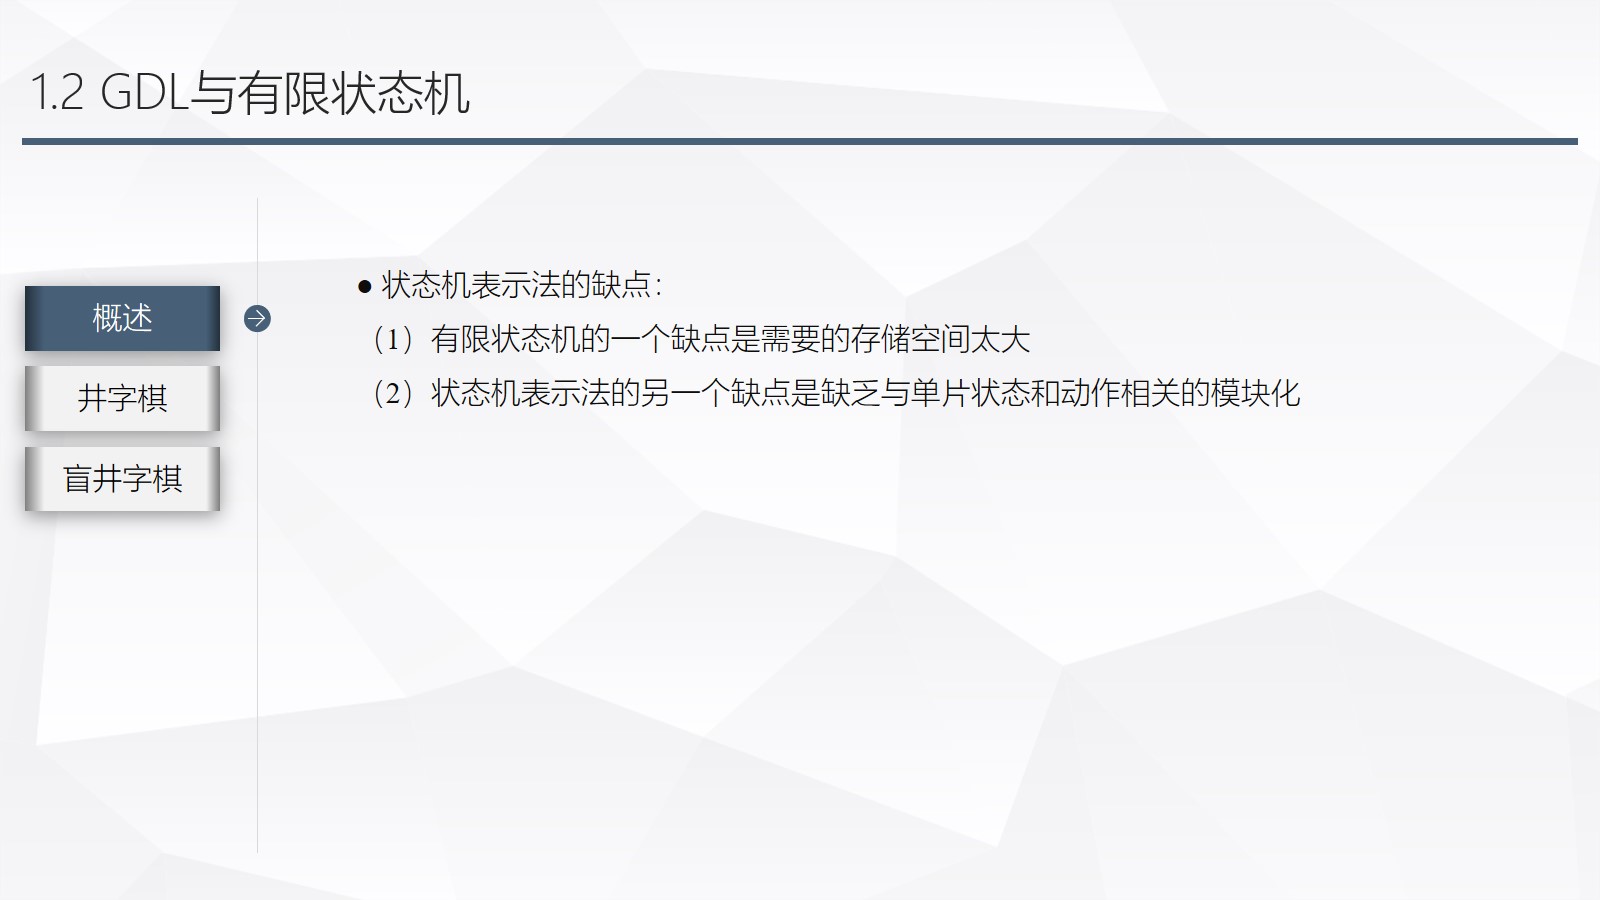 1.2 GDL与有限状态机
概述
井字棋
盲井字棋
● 状态机表示法的缺点：
（1）有限状态机的一个缺点是需要的存储空间太大
（2）状态机表示法的另一个缺点是缺乏与单片状态和动作相关的模块化